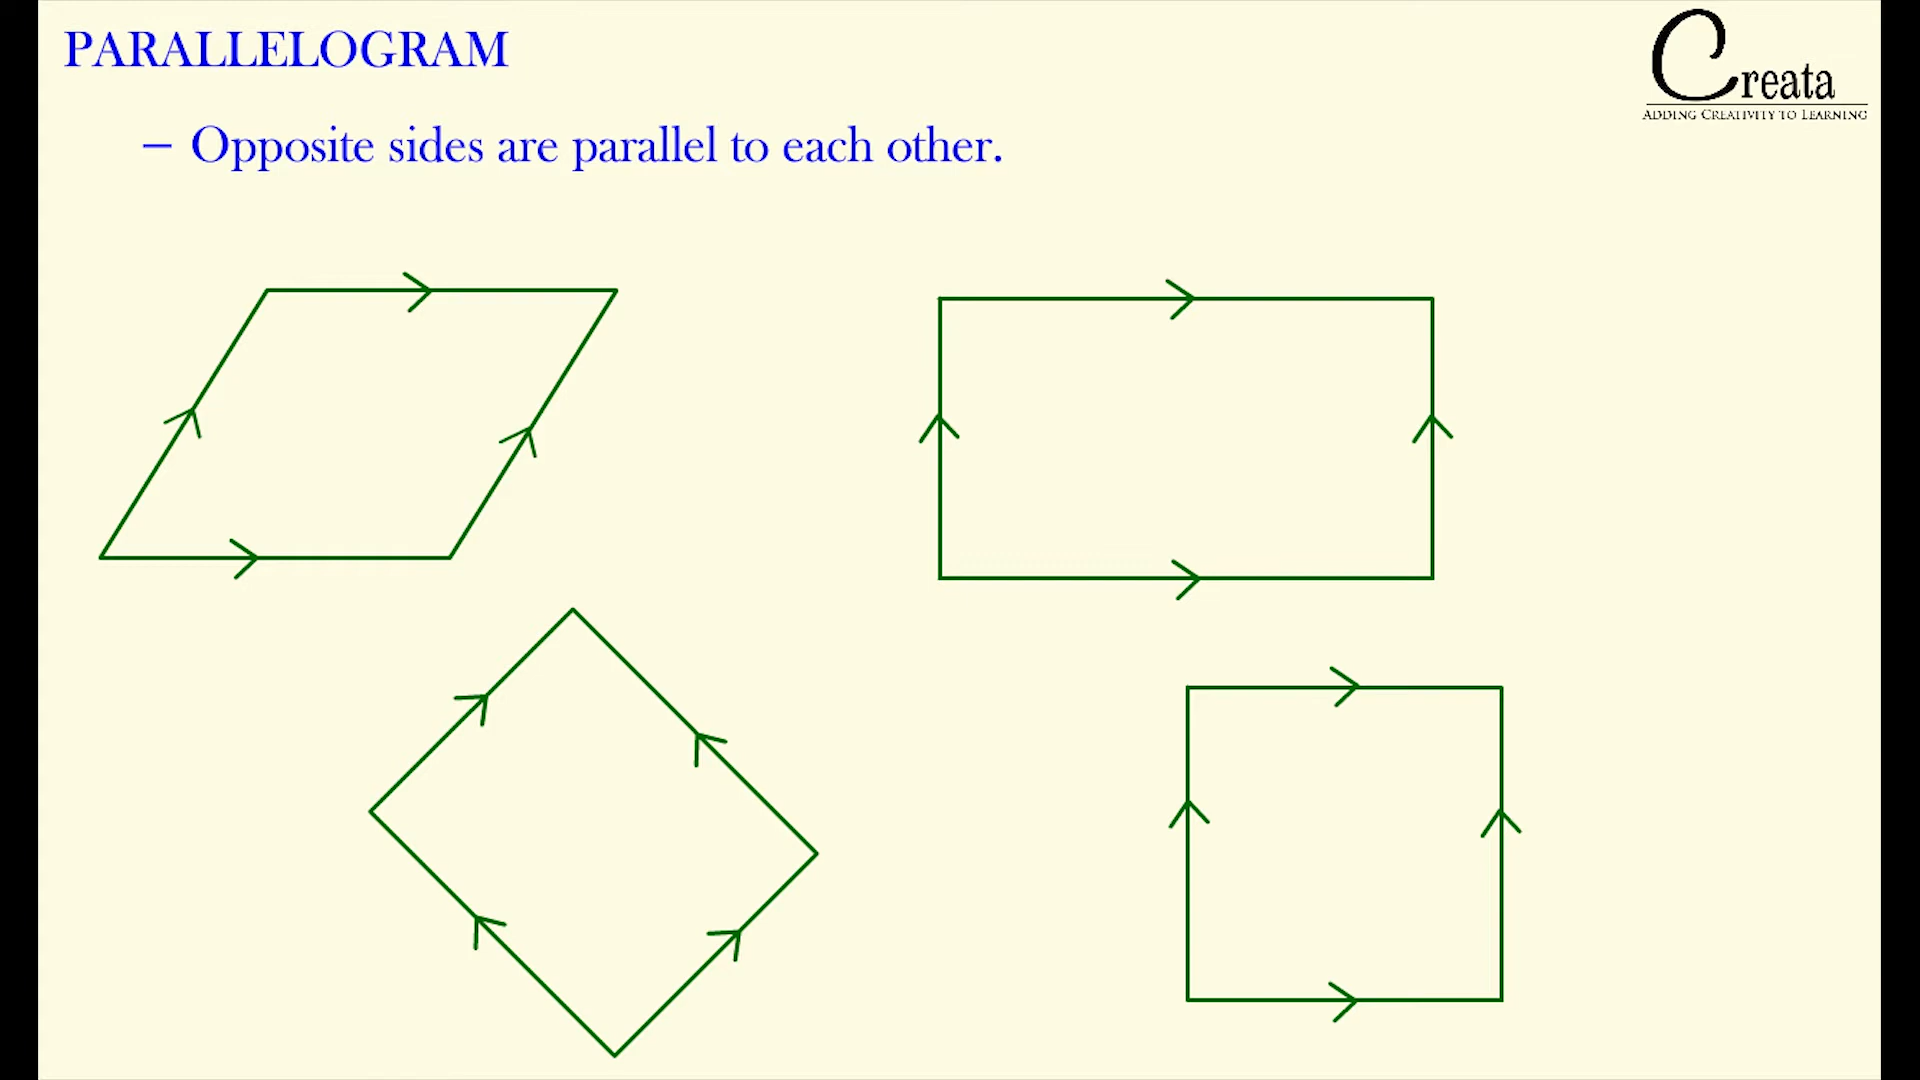 PARALLELOGRAM
– Opposite sides are parallel to each other.
Creata
Adding Creativity to Learning